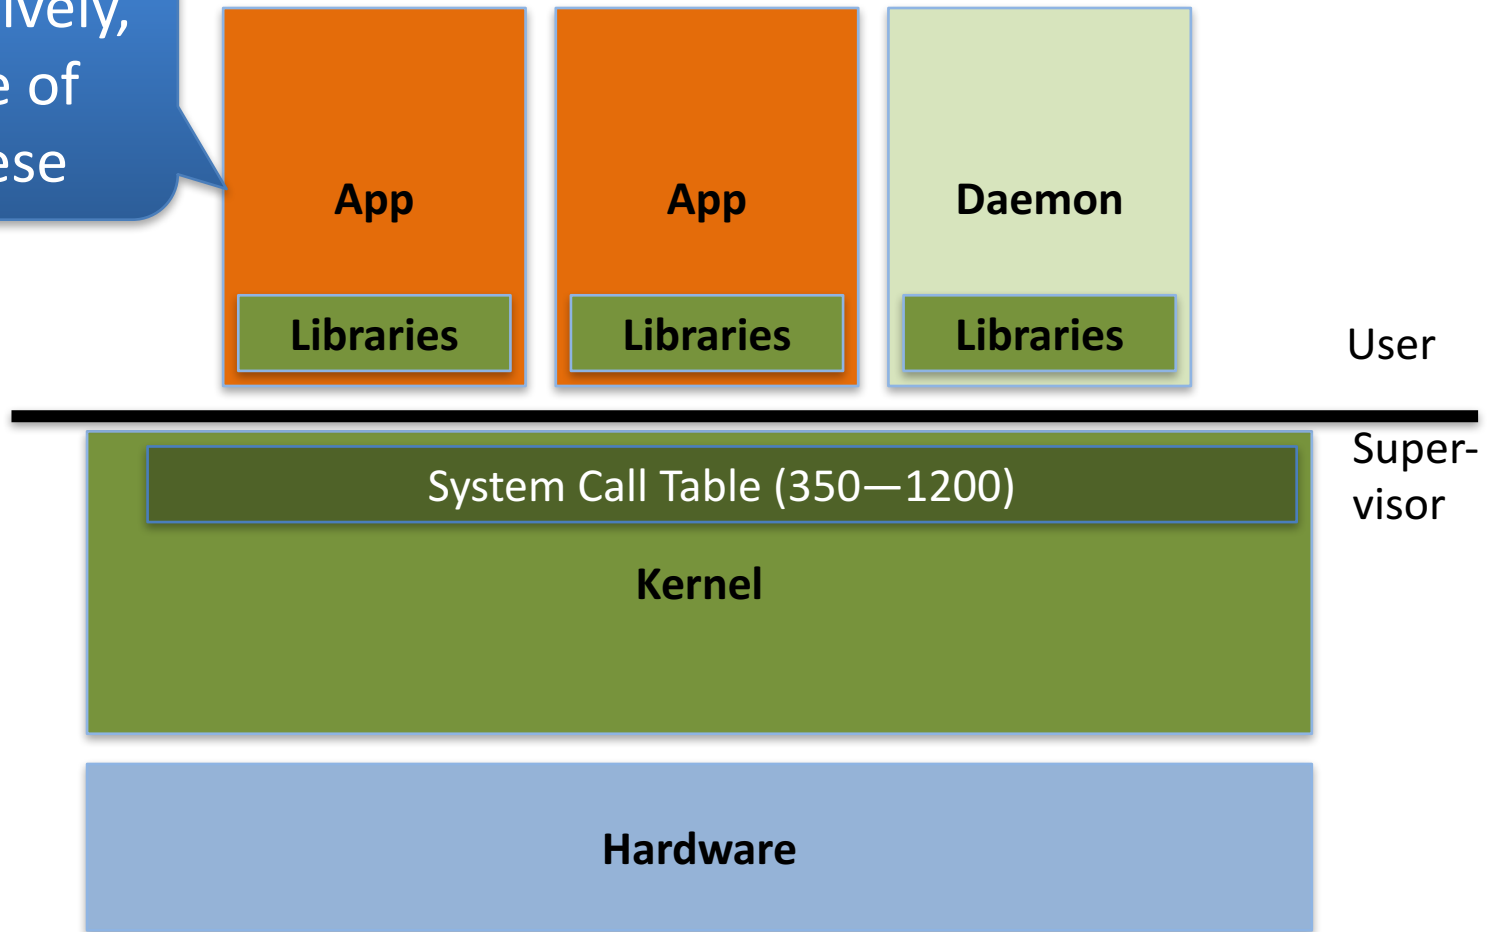 ively,
e of
ese
App
App
Daemon
Libraries
Libraries
Libraries
User
Super-
visor
System Call Table (350—1200)
Kernel
Hardware